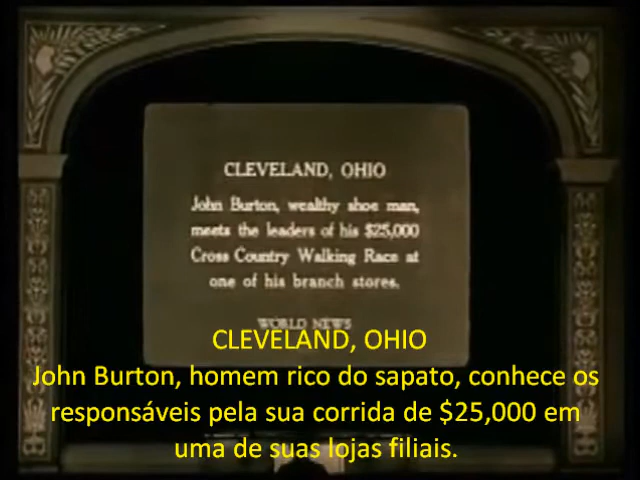 CLEVELAND, OHIO
John Burton, wealthy shoe man,
meets the leaders of his $25,000
Cross Country Walking Race at
one of his branch stores.
WORLD NEWS
CLEVELAND, OHIO
John Burton, homem rico do sapato, conhece os
responsáveis pela sua corrida de $25,000 em
uma de suas lojas filiais.